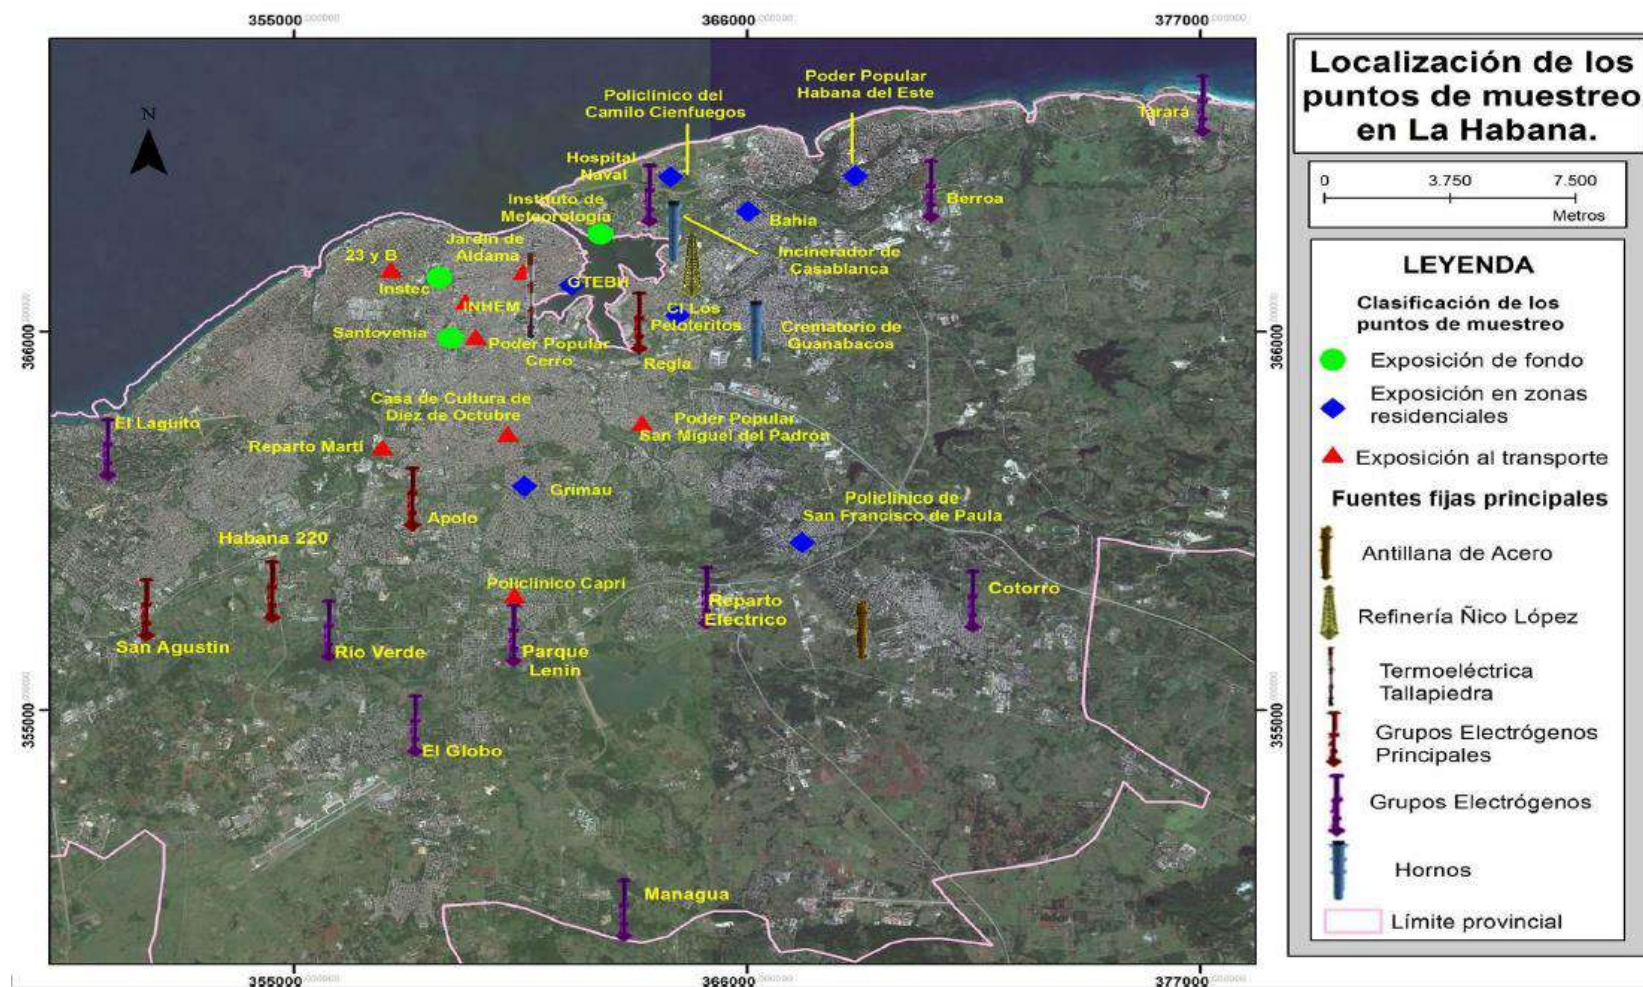 355000
366000
377000
Localización de los
puntos de muestreo
en La Habana.
0 3.750 7.500
Metros
N
Poder Popular
Habana del Este
Policlínico del
Camilo Cienfuegos
Tarará
Hospital
Naval
Instituto de
Meteorología
Berroa
Bahía
Jardín de
Aldama
Incinerador de
Casablanca
23 y B
Instec
GTEBH
INHEM
CI Los
Peloteritos
Santovenia
Poder Popular
Cerro
Crematorio de
Guanabacoa
Regla
366000
366000
Casa de Cultura de
Diez de Octubre
El Laguito
Poder Popular
San Miguel del Padrón
Reparto Martí
Grimau
Policlínico de
San Francisco de Paula
Apolo
Habana 220
Policlínico Capri
Cotorro
Reparto
Electrico
San Agustin
Río Verde
Parque
Lenin
355000
355000
El Globo
Managua
355000
366000
377000
LEYENDA
Clasificación de los
puntos de muestreo
Exposición de fondo
Exposición en zonas
residenciales
Exposición al transporte
Fuentes fijas principales
Antillana de Acero
Refinería Ñico López
Termoeléctrica
Tallapiedra
Grupos Electrógenos
Principales
Grupos Electrógenos
Hornos
Límite provincial